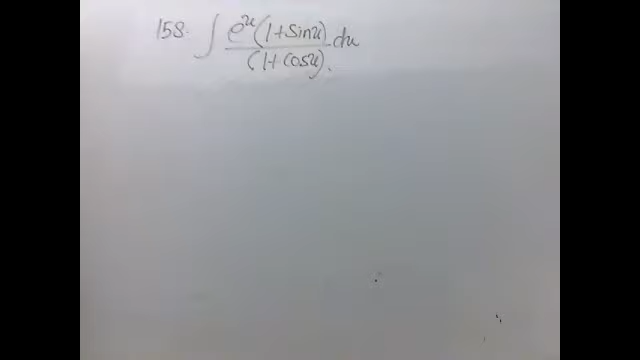 158. ∫ e^x (1+sinx) dx / (1+cosx).